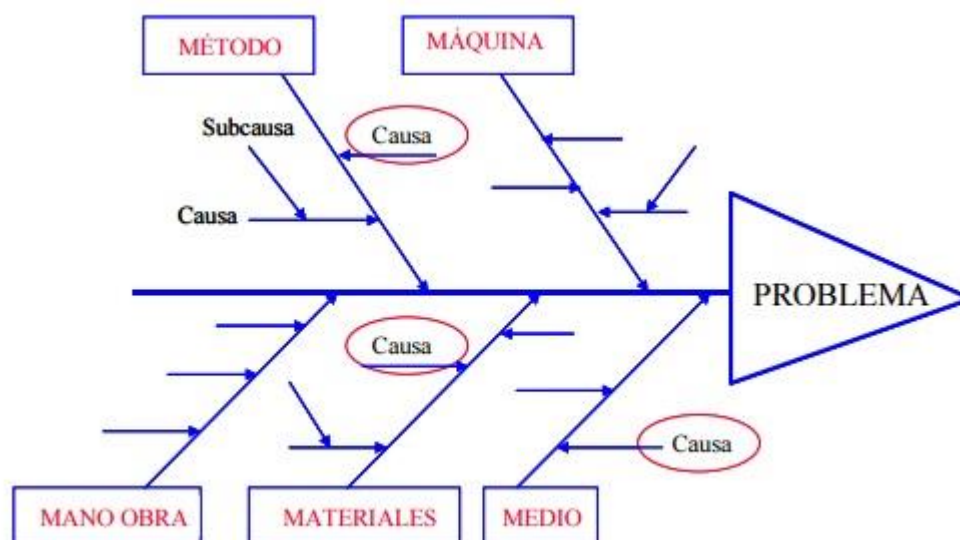 MÉTODO
MÁQUINA
Subcausa
Causa
Causa
PROBLEMA
Causa
Causa
MANO OBRA
MATERIALES
MEDIO